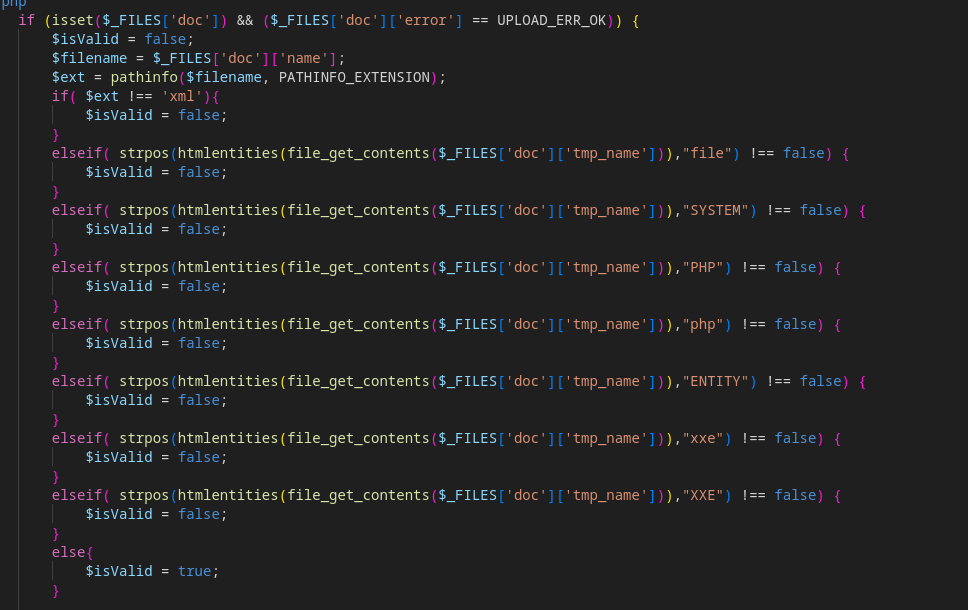 php
if (isset($_FILES['doc']) && ($_FILES['doc']['error'] == UPLOAD_ERR_OK)) {
    $isValid = false;
    $filename = $_FILES['doc']['name'];
    $ext = pathinfo($filename, PATHINFO_EXTENSION);
    if( $ext !== 'xml'){
        $isValid = false;
    }
    elseif( strpos(htmlentities(file_get_contents($_FILES['doc']['tmp_name'])),"file") !== false) {
        $isValid = false;
    }
    elseif( strpos(htmlentities(file_get_contents($_FILES['doc']['tmp_name'])),"SYSTEM") !== false) {
        $isValid = false;
    }
    elseif( strpos(htmlentities(file_get_contents($_FILES['doc']['tmp_name'])),"PHP") !== false) {
        $isValid = false;
    }
    elseif( strpos(htmlentities(file_get_contents($_FILES['doc']['tmp_name'])),"php") !== false) {
        $isValid = false;
    }
    elseif( strpos(htmlentities(file_get_contents($_FILES['doc']['tmp_name'])),"ENTITY") !== false) {
        $isValid = false;
    }
    elseif( strpos(htmlentities(file_get_contents($_FILES['doc']['tmp_name'])),"xxe") !== false) {
        $isValid = false;
    }
    elseif( strpos(htmlentities(file_get_contents($_FILES['doc']['tmp_name'])),"XXE") !== false) {
        $isValid = false;
    }
    else{
        $isValid = true;
    }